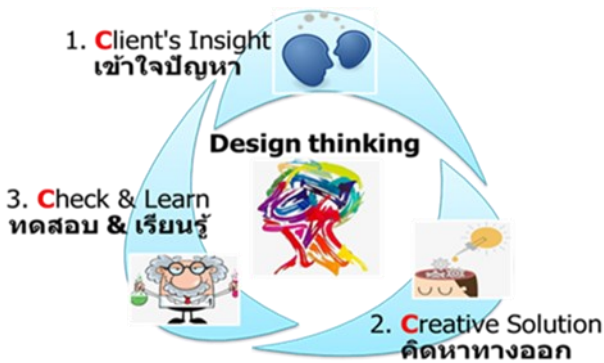 1. Client's Insight
เข้าใจปัญหา
Design thinking
3. Check & Learn
ทดสอบ & เรียนรู้
2. Creative Solution
คิดหาทางออก